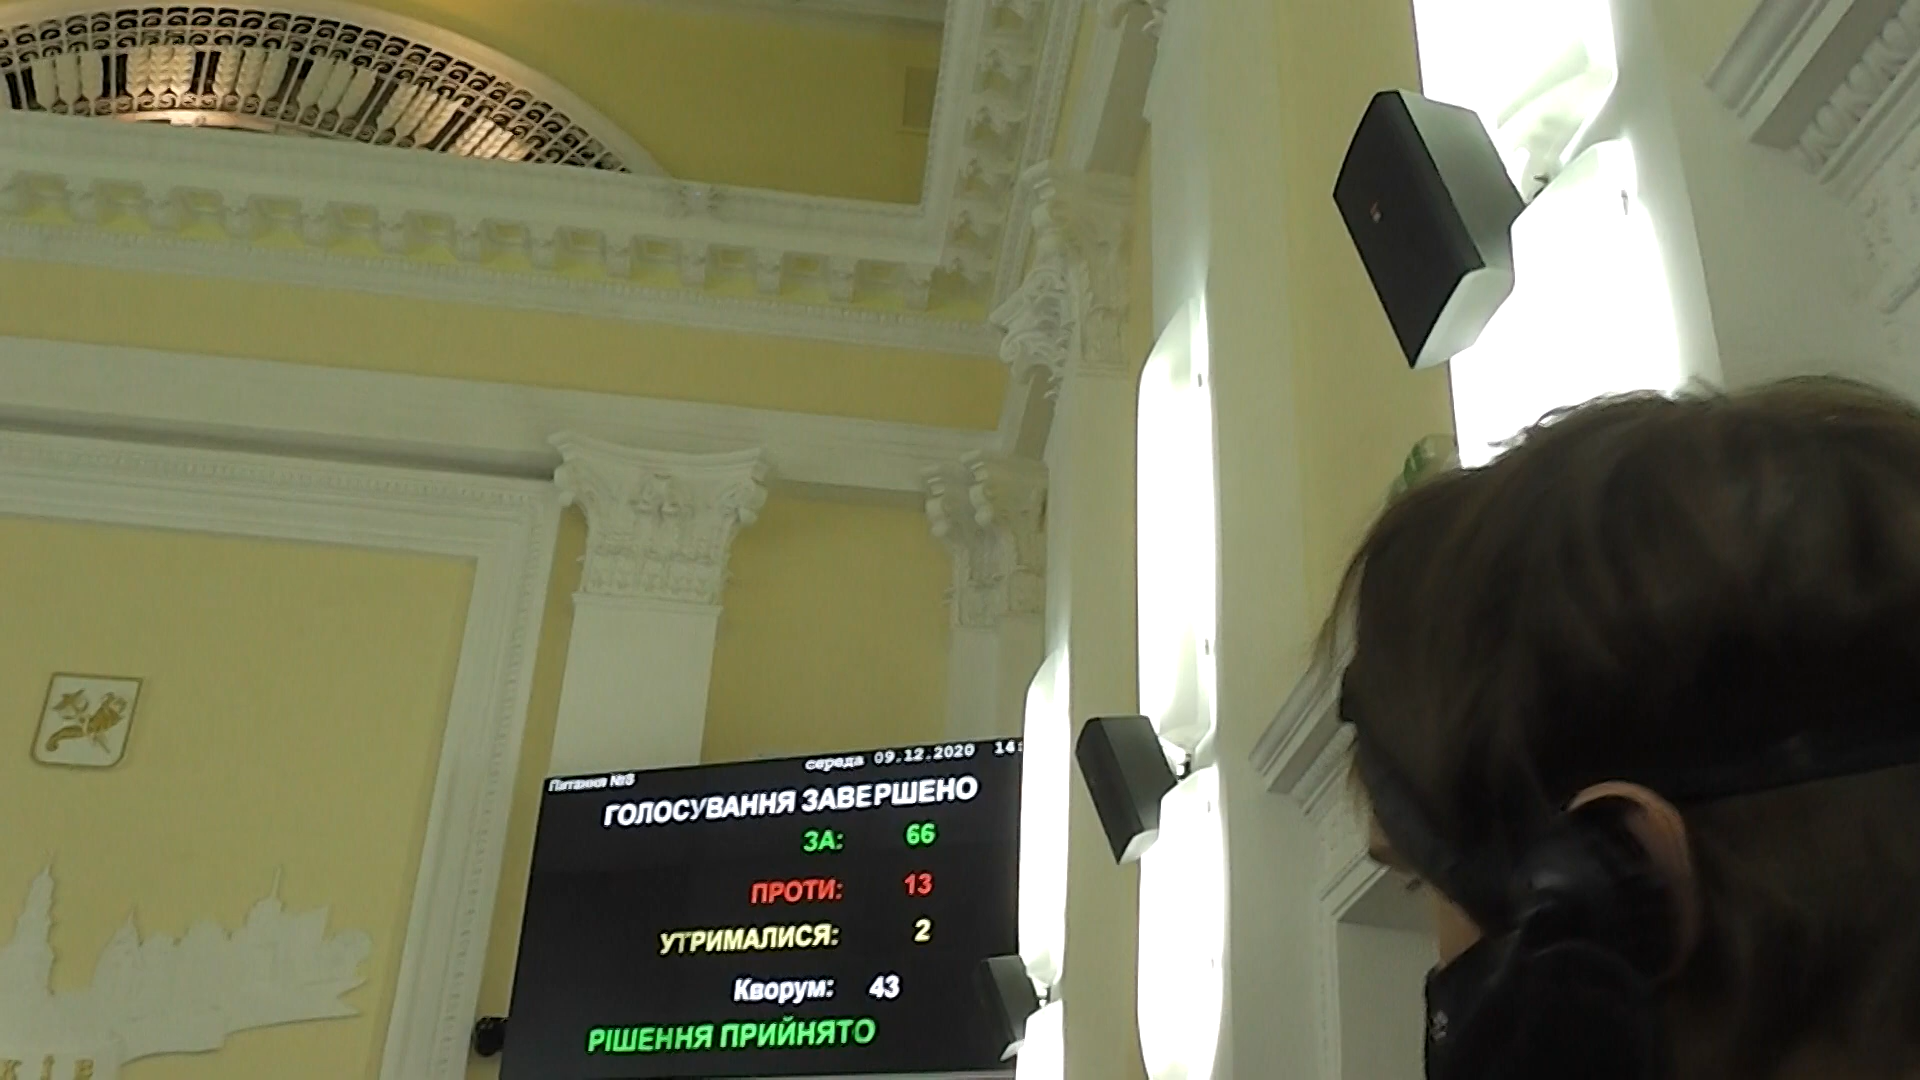 середа 09.12.2020 14:
Питання №8
ГОЛОСУВАННЯ ЗАВЕРШЕНО
ЗА: 66
ПРОТИ: 13
УТРИМАЛИСЯ: 2
Кворум: 43
РІШЕННЯ ПРИЙНЯТО